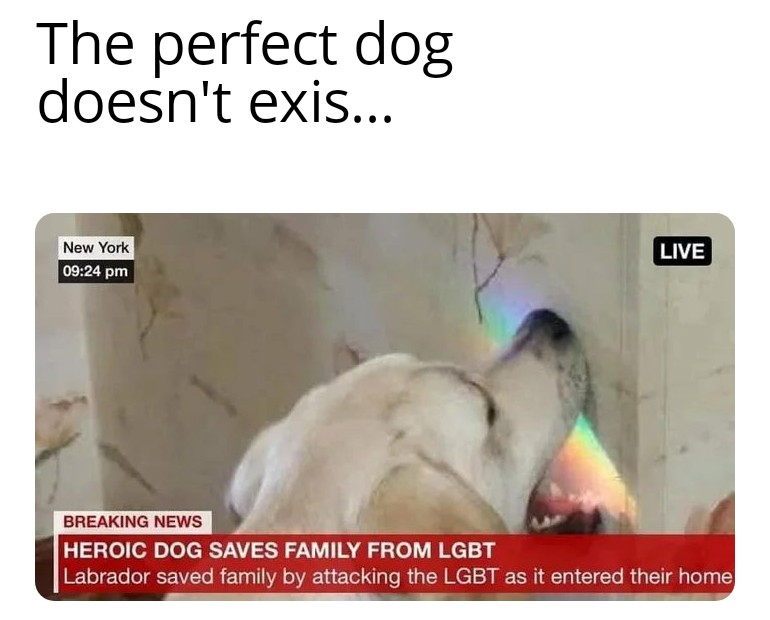 The perfect dog
doesn't exis...
New York
LIVE
09:24 pm
BREAKING NEWS
HEROIC DOG SAVES FAMILY FROM LGBT
Labrador saved family by attacking the LGBT as it entered their home